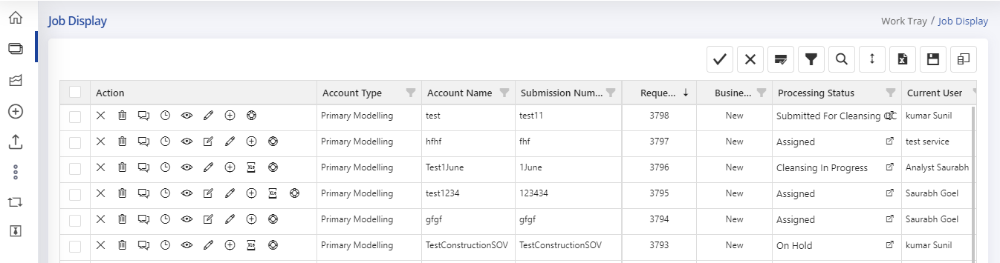 Job Display
Work Tray / Job Display
Action Account Type Account Name Submission Num... Reque... Busine... Processing Status Current User
Primary Modelling test test11 3798 New Submitted For Cleansing QC kumar Sunil
Primary Modelling hfhf fhf 3797 New Assigned test service
Primary Modelling Test1June 1June 3796 New Cleansing In Progress Analyst Saurabh
Primary Modelling test1234 123434 3795 New Assigned Saurabh Goel
Primary Modelling gfgf gfgf 3794 New Assigned Saurabh Goel
Primary Modelling TestConstructionSOV TestConstructionSOV 3793 New On Hold kumar Sunil